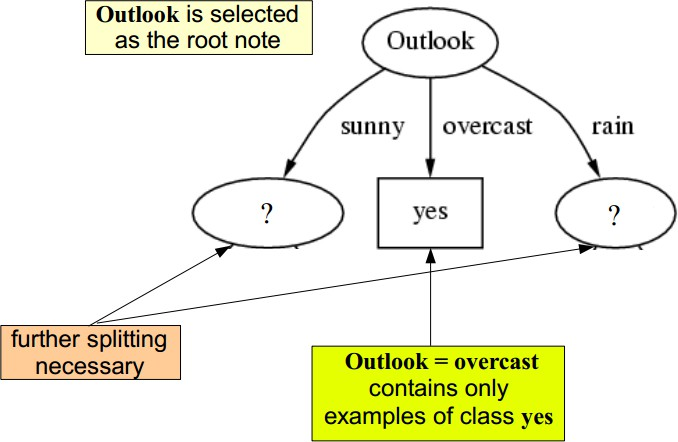 Outlook is selected
as the root note
Outlook
sunny
overcast
rain
?
yes
?
further splitting
necessary
Outlook = overcast
contains only
examples of class yes